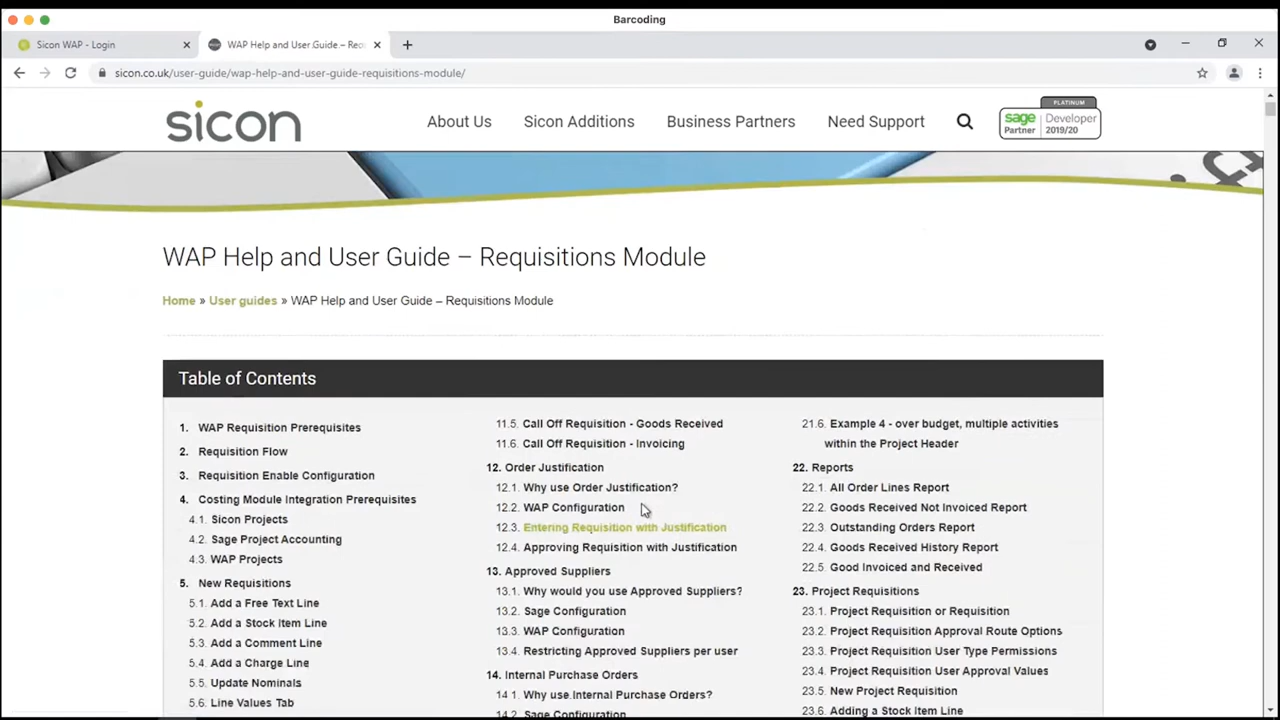 Barcoding
Sicon WAP - Login
WAP Help and User Guide – Req
sicon.co.uk/user-guide/wap-help-and-user-guide-requisitions-module/
sicon
About Us
Sicon Additions
Business Partners
Need Support
PLATINUM
sage Partner
Developer 2019/20
WAP Help and User Guide – Requisitions Module
Home » User guides » WAP Help and User Guide – Requisitions Module
Table of Contents
1. WAP Requisition Prerequisites
2. Requisition Flow
3. Requisition Enable Configuration
4. Costing Module Integration Prerequisites
4.1. Sicon Projects
4.2. Sage Project Accounting
4.3. WAP Projects
5. New Requisitions
5.1. Add a Free Text Line
5.2. Add a Stock Item Line
5.3. Add a Comment Line
5.4. Add a Charge Line
5.5. Update Nominals
5.6. Line Values Tab
11.5. Call Off Requisition - Goods Received
11.6. Call Off Requisition - Invoicing
12. Order Justification
12.1. Why use Order Justification?
12.2. WAP Configuration
12.3. Entering Requisition with Justification
12.4. Approving Requisition with Justification
13. Approved Suppliers
13.1. Why would you use Approved Suppliers?
13.2. Sage Configuration
13.3. WAP Configuration
13.4. Restricting Approved Suppliers per user
14. Internal Purchase Orders
14.1. Why use Internal Purchase Orders?
14.2. Sage Configuration
21.6. Example 4 - over budget, multiple activities
within the Project Header
22. Reports
22.1. All Order Lines Report
22.2. Goods Received Not Invoiced Report
22.3. Outstanding Orders Report
22.4. Goods Received History Report
22.5. Good Invoiced and Received
23. Project Requisitions
23.1. Project Requisition or Requisition
23.2. Project Requisition Approval Route Options
23.3. Project Requisition User Type Permissions
23.4. Project Requisition User Approval Values
23.5. New Project Requisition
23.6. Adding a Stock Item Line